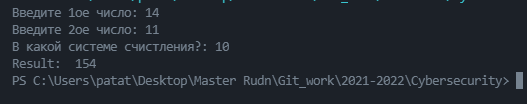 Введите 1ое число: 14
Введите 2ое число: 11
В какой системе счистления?: 10
Result:  154
PS C:\Users\patat\Desktop\Master Rudn\Git_work\2021-2022\Cybersecurity>